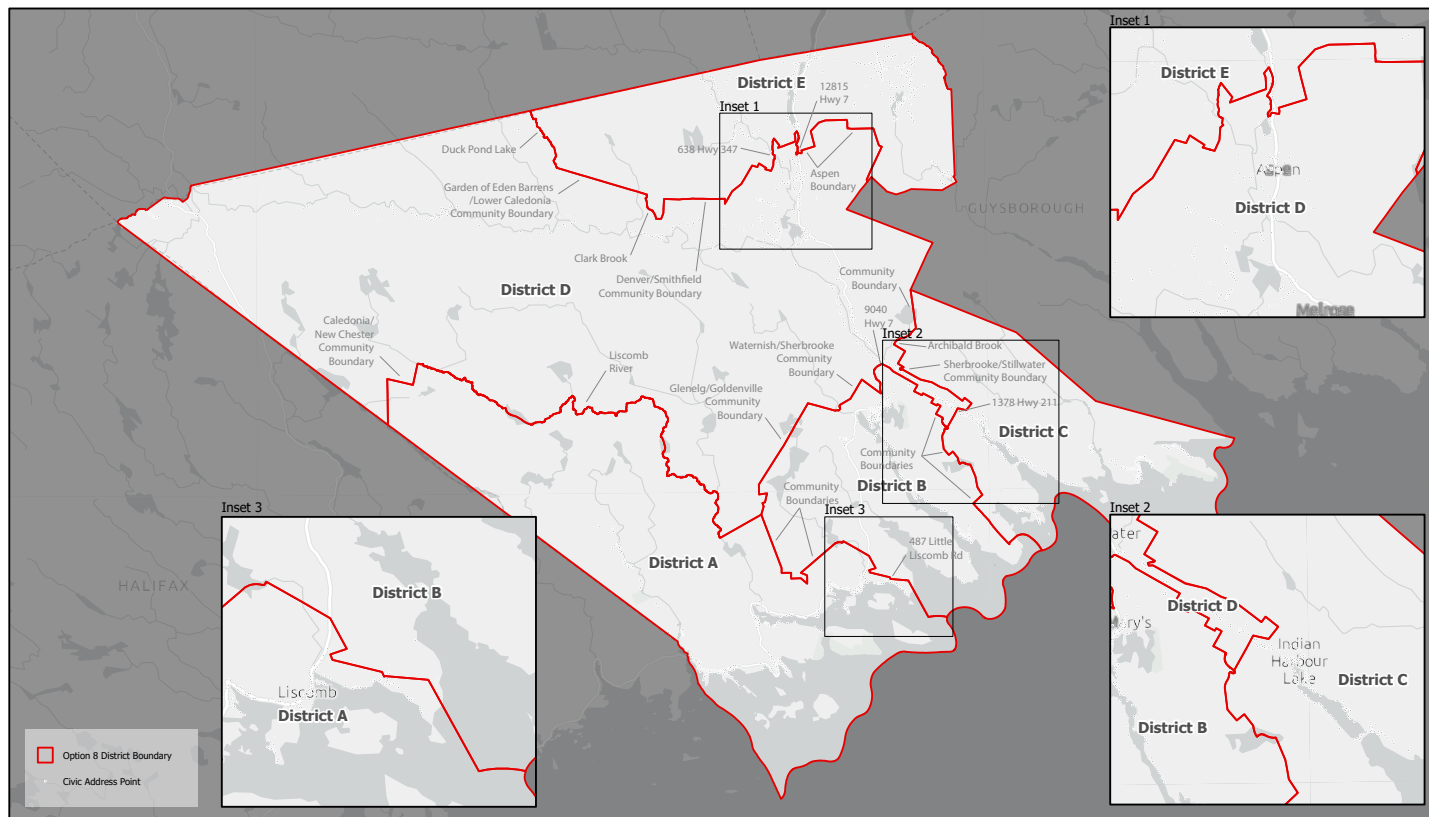 Inset 1
District E
Aspen
District D
Melrose
District E
12815
Hwy 7
Inset 1
638 Hwy 347
Aspen
Boundary
Duck Pond Lake
Garden of Eden Barrens
/Lower Caledonia
Community Boundary
Clark Brook
Denver/Smithfield
Community Boundary
GUYSBOROUGH
District D
Community
Boundary
9040
Hwy 7
Inset 2
Archibald Brook
Sherbrooke/Stillwater
Community Boundary
1378 Hwy 211
Caledonia/
New Chester
Community
Boundary
Liscomb
River
Waternish/Sherbrooke
Community
Boundary
Glenelg/Goldenville
Community
Boundary
District C
Community
Boundaries
District B
Community
Boundaries
Inset 3
487 Little
Liscomb Rd
District A
HALIFAX
Inset 3
District B
Liscomb
District A
Inset 2
ater
District D
ry's
Indian
Harbour
Lake
District C
District B
Option 8 District Boundary
Civic Address Point